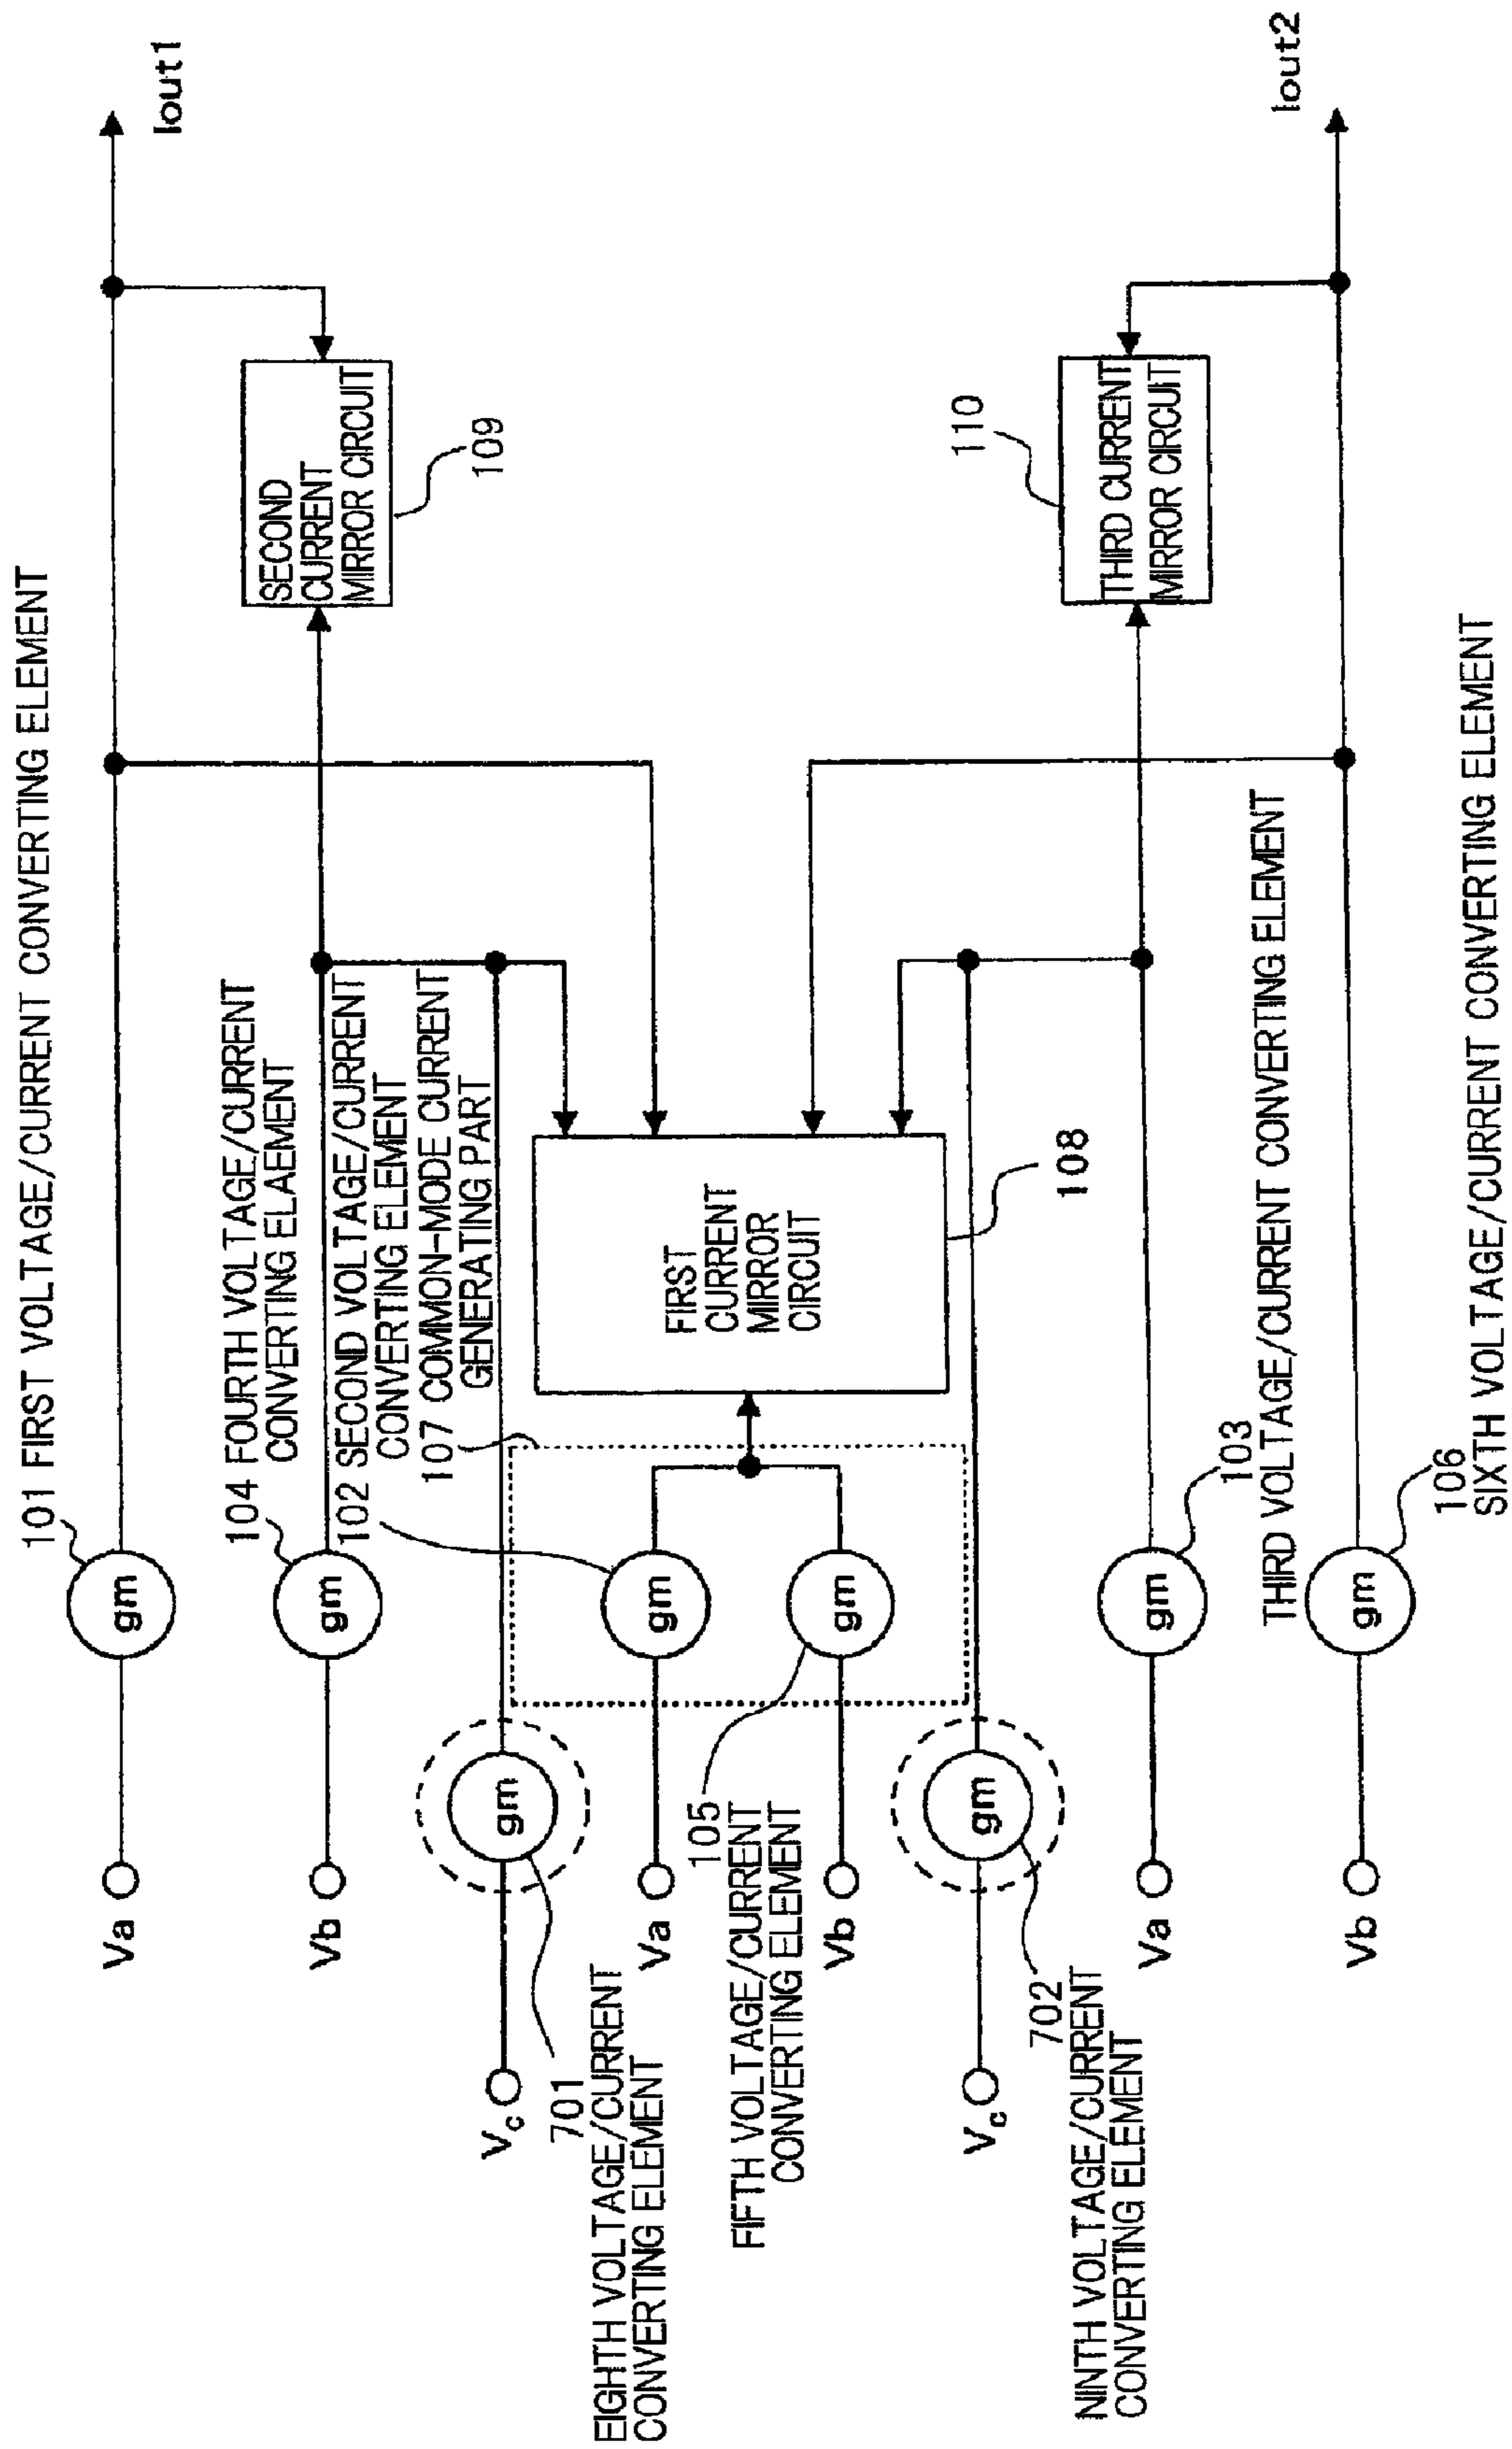 101 FIRST VOLTAGE/CURRENT CONVERTING ELEMENT
Va
gm
Iout1
104 FOURTH VOLTAGE/CURRENT
CONVERTING ELAEMENT
Vb
gm
SECOND
CURRENT
MIRROR CIRCUIT
109
102 SECOND VOLTAGE/CURRENT
CONVERTING ELEMENT
107 COMMON-MODE CURRENT
GENERATING PART
Vc
gm
701
EIGHTH VOLTAGE/CURRENT
CONVERTING ELEMENT
Va
gm
FIRST
CURRENT
MIRROR
CIRCUIT
108
105
FIFTH VOLTAGE/CURRENT
CONVERTING ELEMENT
Vb
gm
Vc
gm
702
NINTH VOLTAGE/CURRENT
CONVERTING ELEMENT
110
THIRD CURRENT
MIRROR CIRCUIT
Va
gm
103
THIRD VOLTAGE/CURRENT CONVERTING ELEMENT
Vb
gm
Iout2
106
SIXTH VOLTAGE/CURRENT CONVERTING ELEMENT